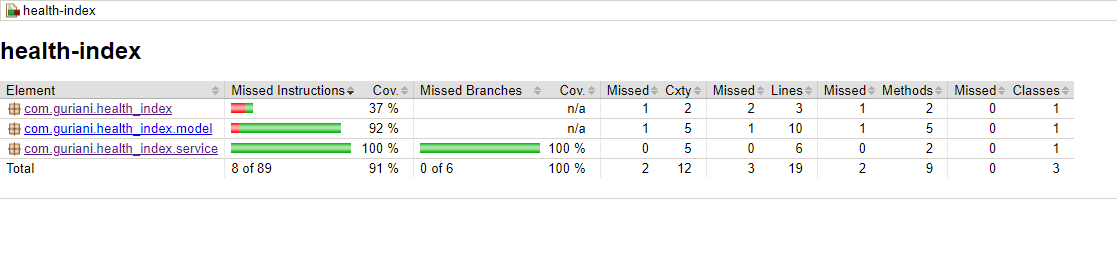 health-index
health-index
Element Missed Instructions Cov. Missed Branches Cov. Missed Cxty Missed Lines Missed Methods Missed Classes
com.guriani.health_index 37 % n/a 1 2 2 3 1 2 0 1
com.guriani.health_index.model 92 % n/a 1 5 1 10 1 5 0 1
com.guriani.health_index.service 100 % 100 % 0 5 0 6 0 2 0 1
Total 8 of 89 91 % 0 of 6 100 % 2 12 3 19 2 9 0 3